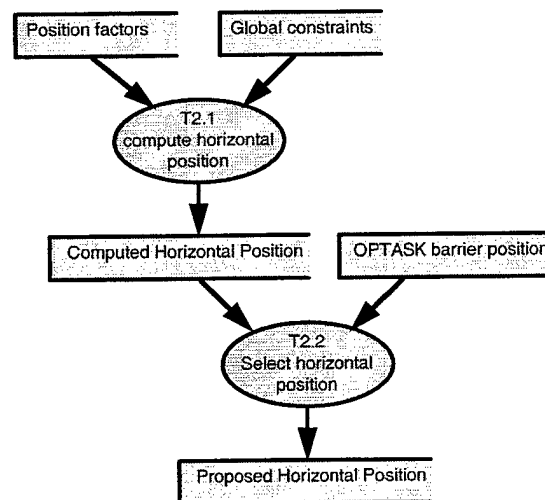 Position factors
Global constraints
T2.1
compute horizontal
position
Computed Horizontal Position
OPTASK barrier position
T2.2
Select horizontal
position
Proposed Horizontal Position